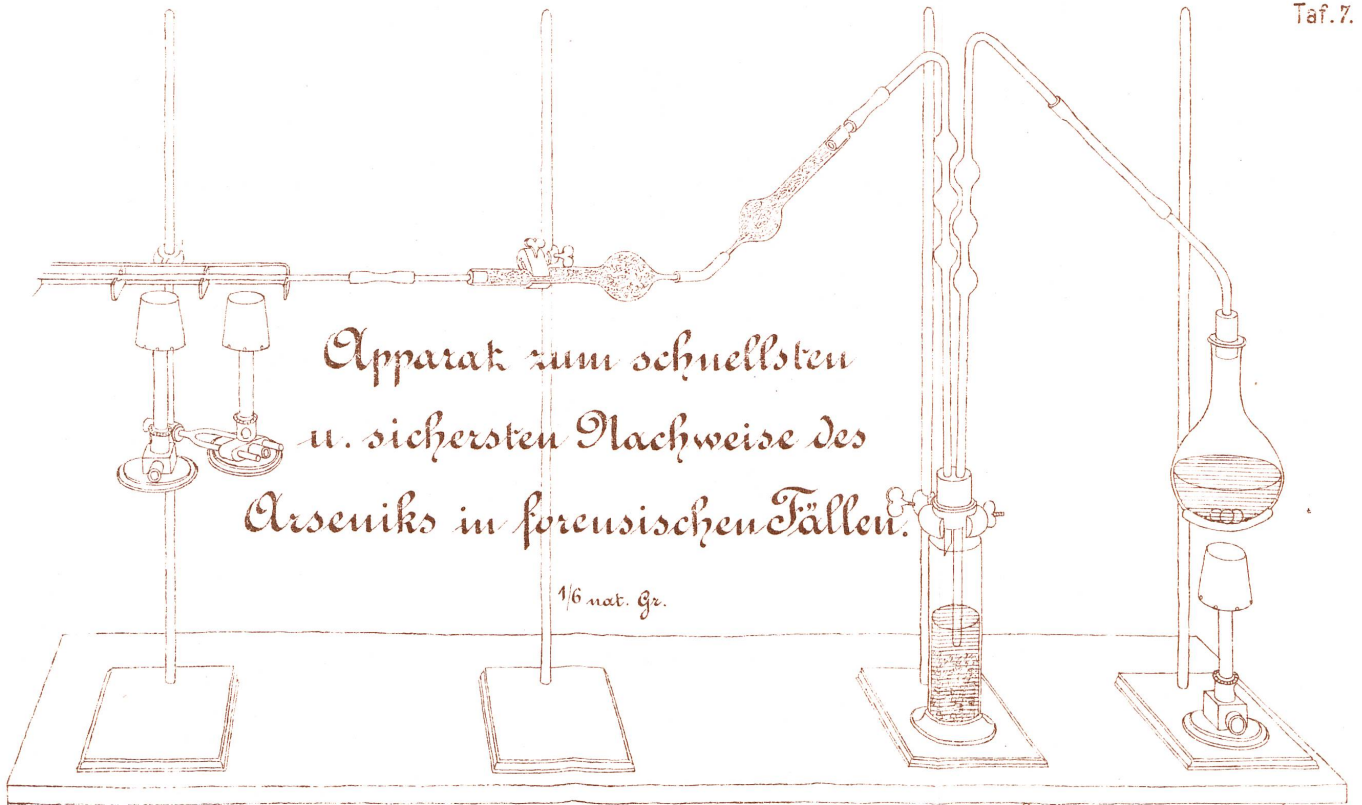 Taf. 7.
Apparat zum schnellsten
u. sichersten Nachweise des
Arseniks in forensischen Fällen.
1/6 nat. Gr.